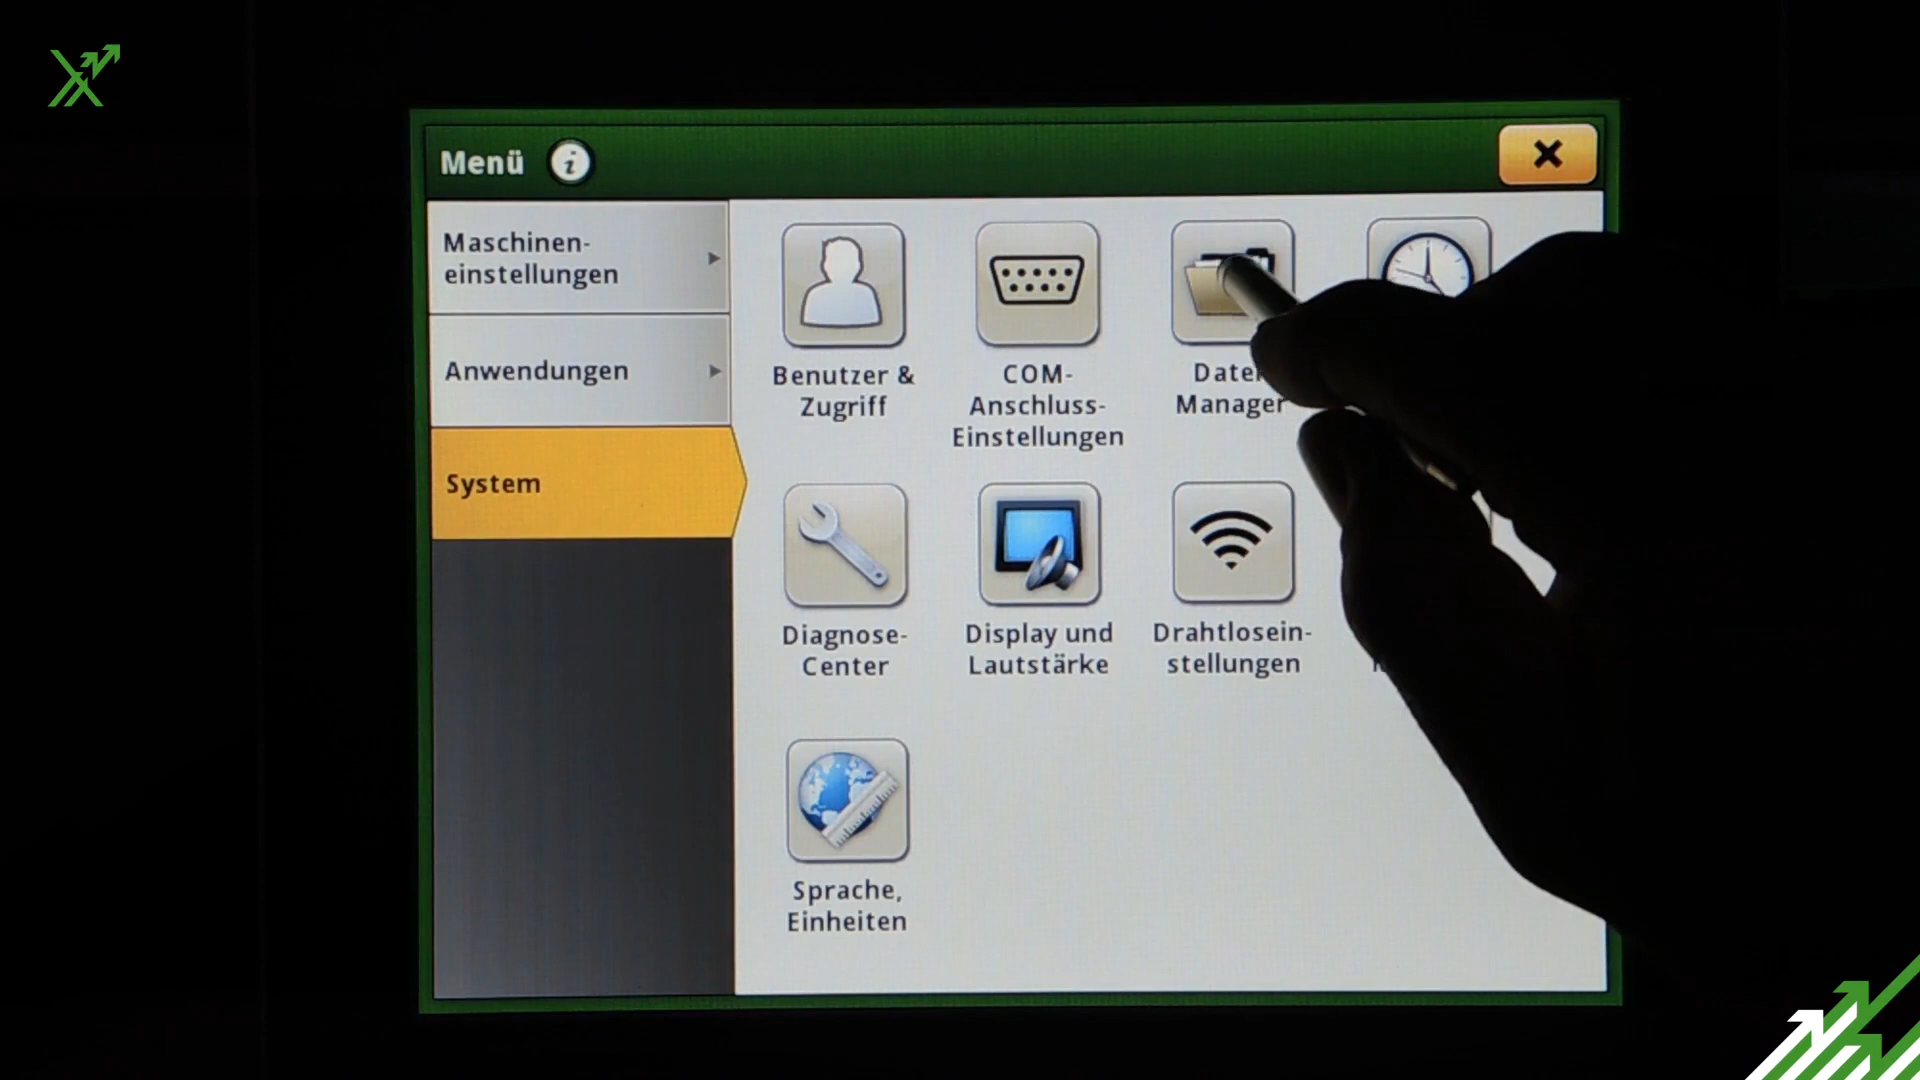 Menü
Maschinen-
einstellungen
Anwendungen
System
Benutzer &
Zugriff
COM-
Anschluss-
Einstellungen
Manager
Diagnose-
Center
Display und
Lautstärke
Drahtlosein-
stellungen
Sprache,
Einheiten